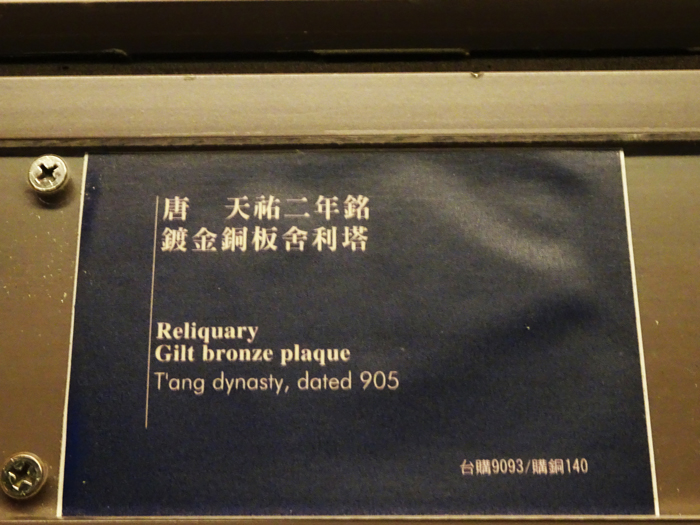 唐　天祐二年銘
鍍金銅板舍利塔
Reliquary
Gilt bronze plaque
T'ang dynasty, dated 905
台購9093/購銅140